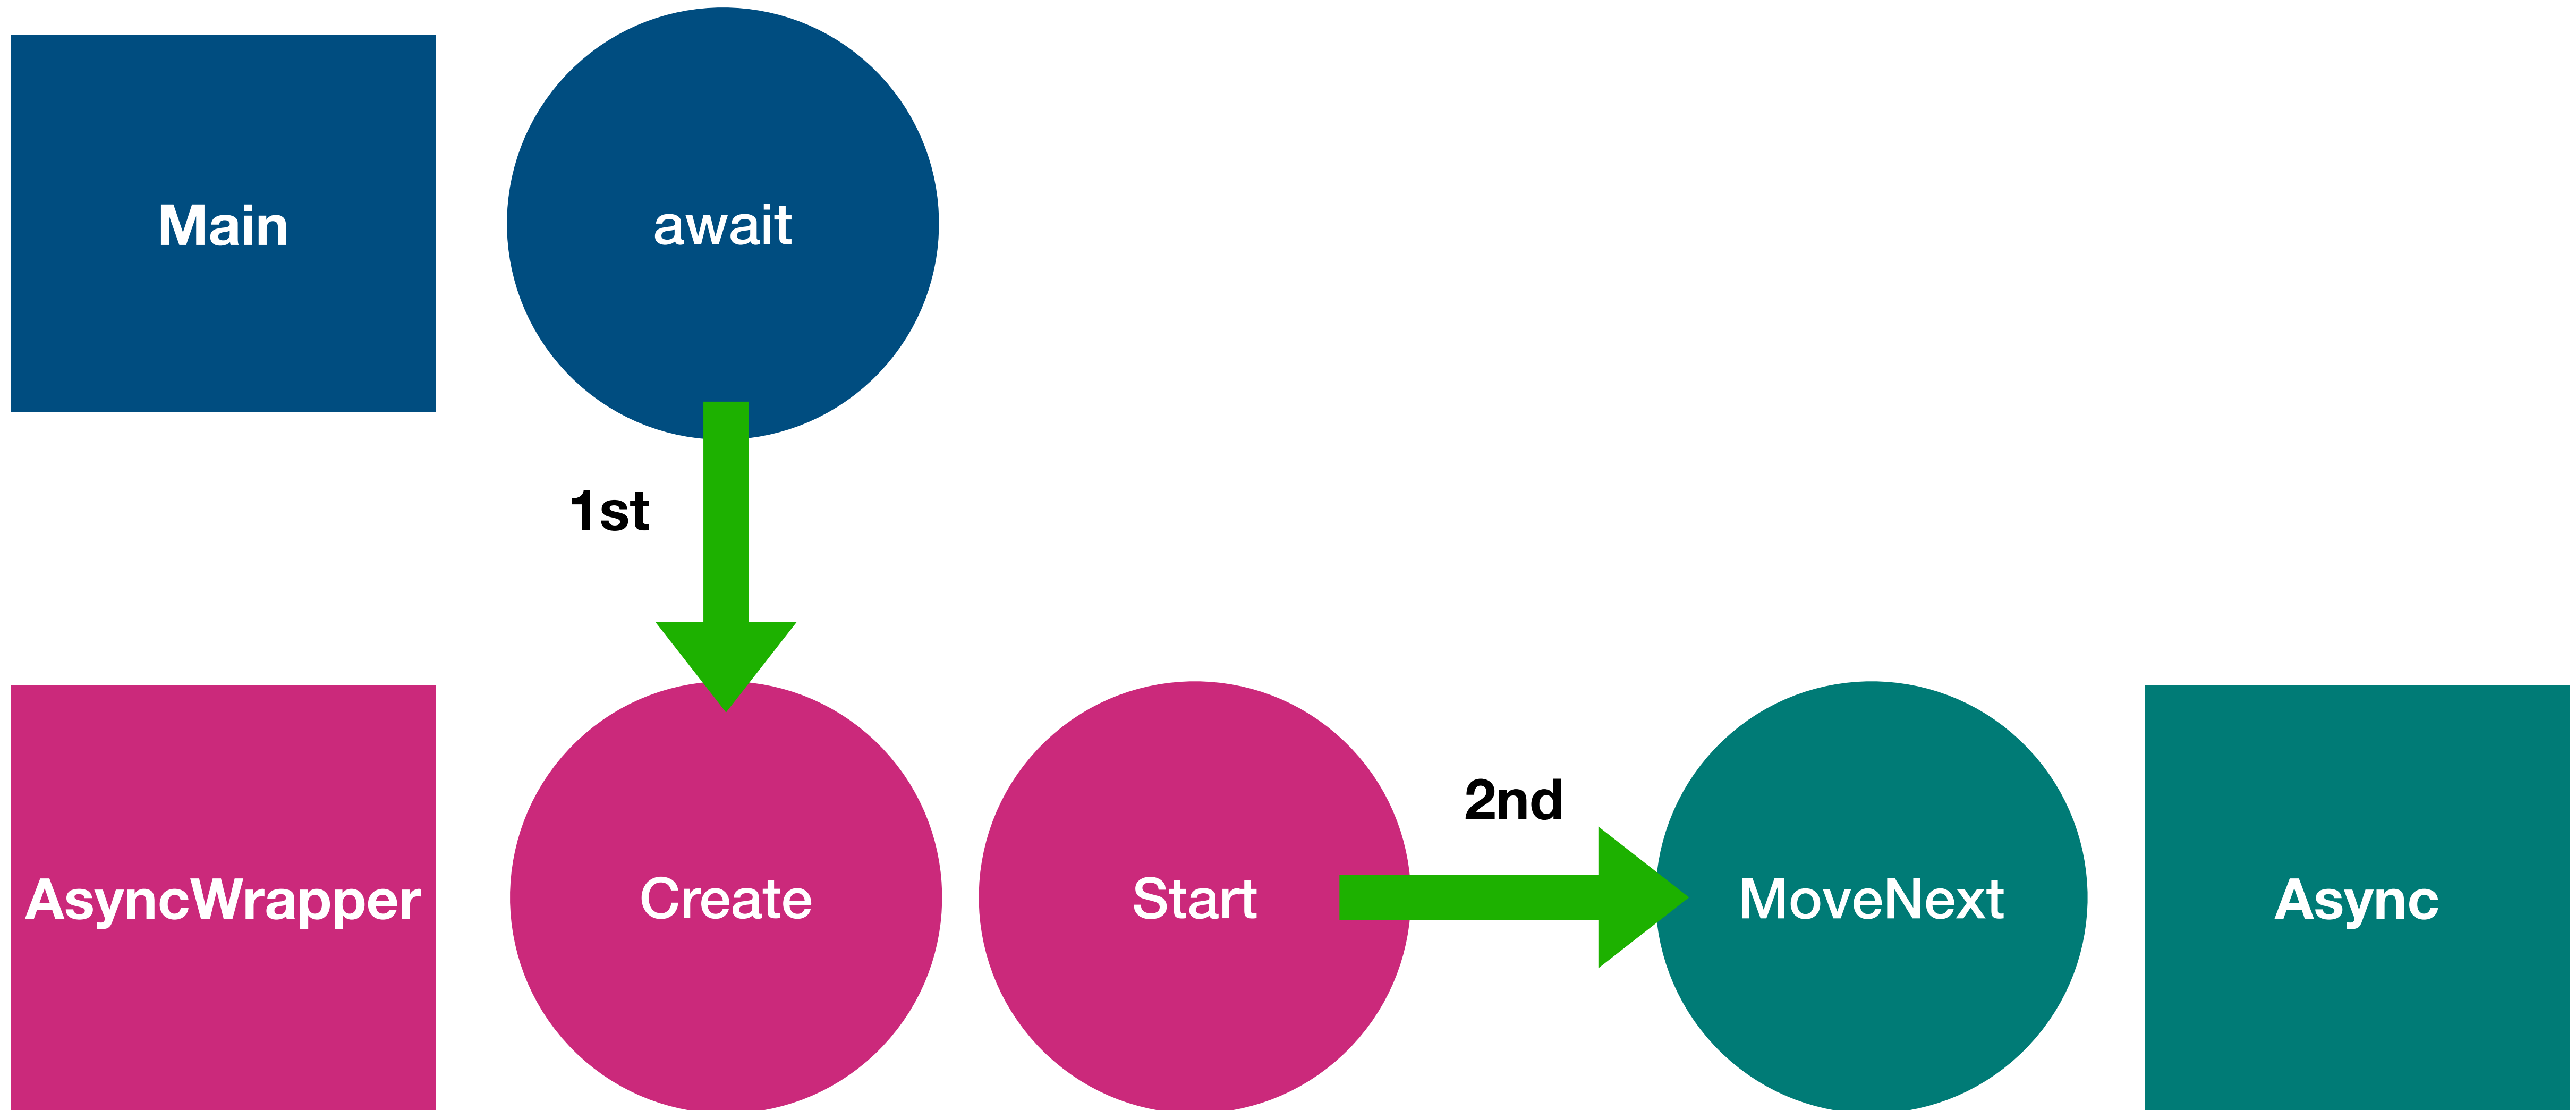 Main
await
1st
2nd
AsyncWrapper
Create
Start
MoveNext
Async